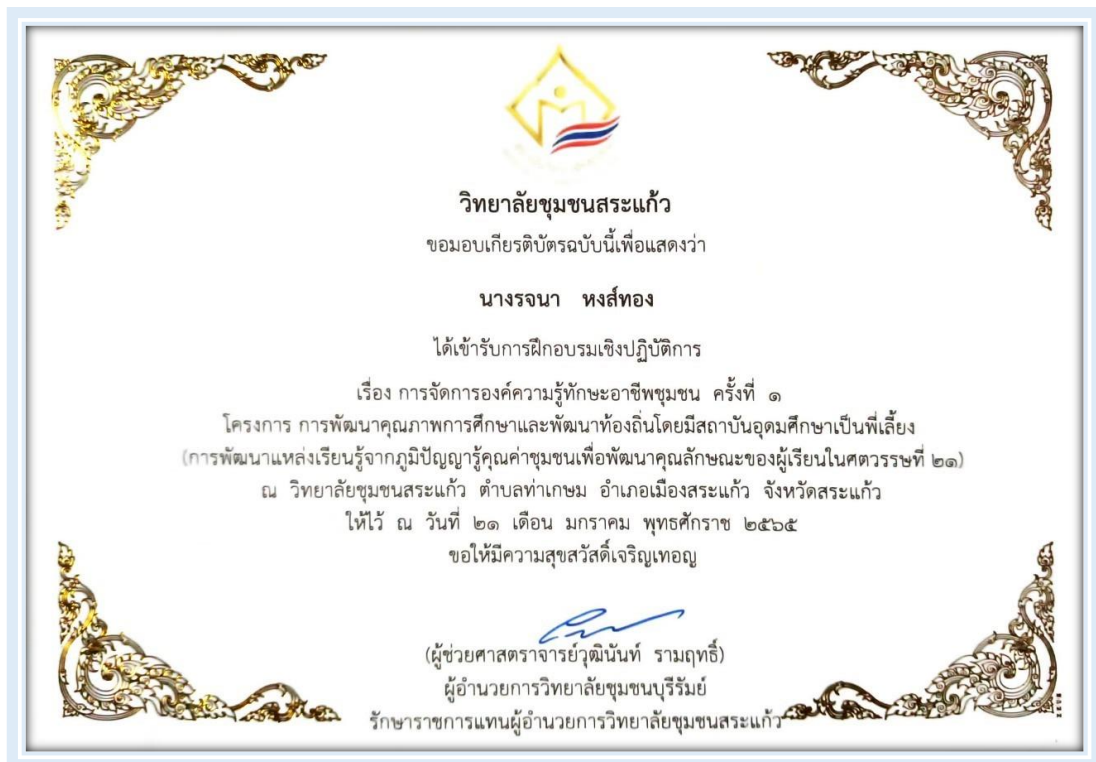 วิทยาลัยชุมชนสระแก้ว
ขอมอบเกียรติบัตรฉบับนี้เพื่อแสดงว่า
นางรจนา หงส์ทอง
ได้เข้ารับการฝึกอบรมเชิงปฏิบัติการ
เรื่อง การจัดการองค์ความรู้ทักษะอาชีพชุมชน ครั้งที่ ๑
โครงการ การพัฒนาคุณภาพการศึกษาและพัฒนาท้องถิ่นโดยมีสถาบันอุดมศึกษาเป็นพี่เลี้ยง
(การพัฒนาแหล่งเรียนรู้จากภูมิปัญญารู้คุณค่าชุมชนเพื่อพัฒนาคุณลักษณะของผู้เรียนในศตวรรษที่ ๒๑)
ณ วิทยาลัยชุมชนสระแก้ว ตำบลท่าเกษม อำเภอเมืองสระแก้ว จังหวัดสระแก้ว
ให้ไว้ ณ วันที่ ๒๑ เดือน มกราคม พุทธศักราช ๒๕๖๕
ขอให้มีความสุขสวัสดิ์เจริญเทอญ
(ผู้ช่วยศาสตราจารย์วุฒินันท์ รามฤทธิ์)
ผู้อำนวยการวิทยาลัยชุมชนบุรีรัมย์
รักษาราชการแทนผู้อำนวยการวิทยาลัยชุมชนสระแก้ว